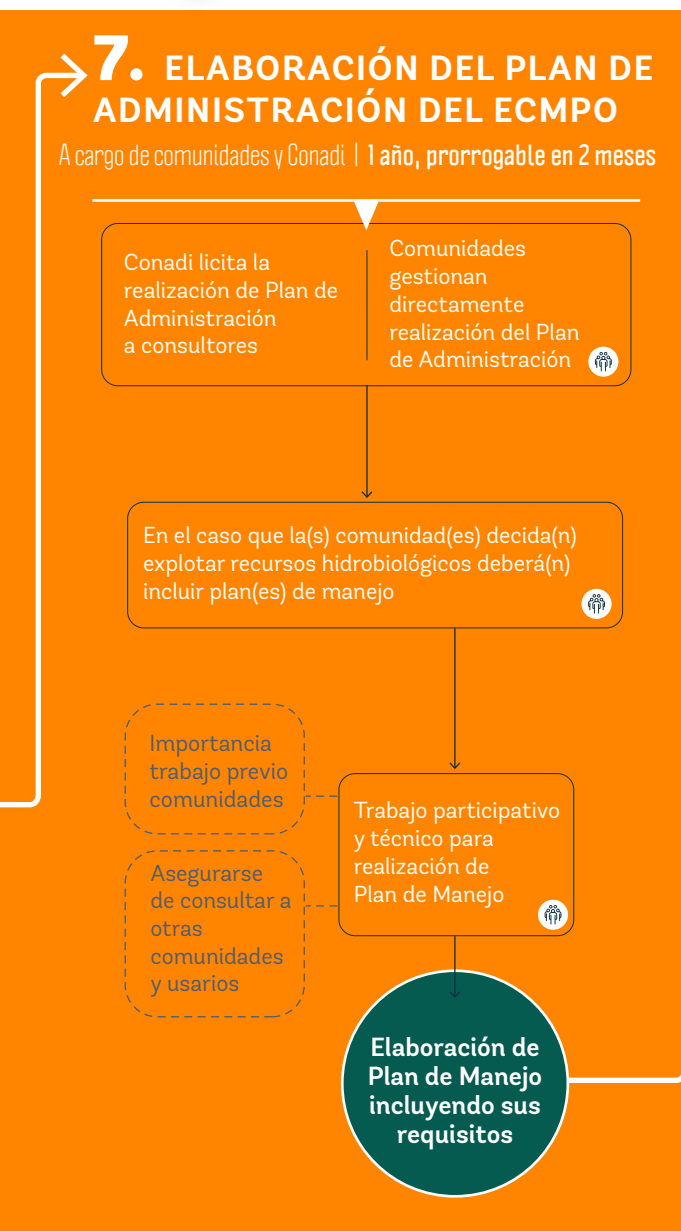 7. ELABORACIÓN DEL PLAN DE
ADMINISTRACIÓN DEL ECMPO
A cargo de comunidades y Conadi | 1 año, prorrogable en 2 meses
Conadi licita la
realización de Plan de
Administración
a consultores
Comunidades
gestionan
directamente
realización del Plan
de Administración
En el caso que la(s) comunidad(es) decida(n)
explotar recursos hidrobiológicos deberá(n)
incluir plan(es) de manejo
Importancia
trabajo previo
comunidades
Asegurarse
de consultar a
otras
comunidades
y usarios
Trabajo participativo
y técnico para
realización de
Plan de Manejo
Elaboración de
Plan de Manejo
incluyendo sus
requisitos